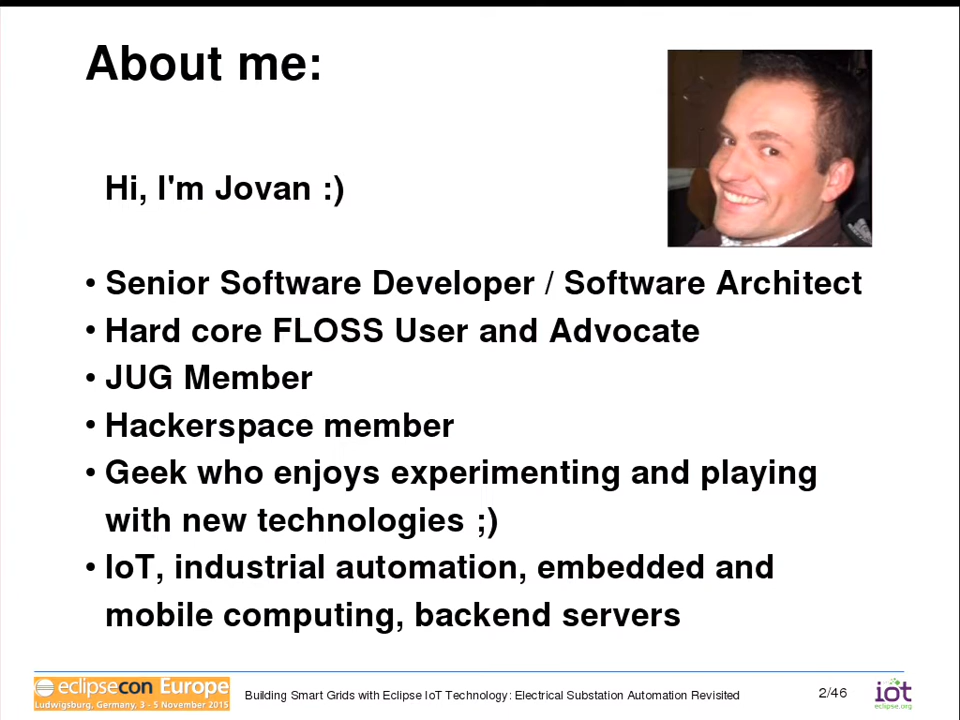 About me:
Hi, I'm Jovan :)
• Senior Software Developer / Software Architect
• Hard core FLOSS User and Advocate
• JUG Member
• Hackerspace member
• Geek who enjoys experimenting and playing
with new technologies ;)
• IoT, industrial automation, embedded and
mobile computing, backend servers
eclipsecon Europe
Ludwigsburg, Germany, 3 - 5 November 2015
Building Smart Grids with Eclipse IoT Technology: Electrical Substation Automation Revisited
2/46
iot
eclipse.org